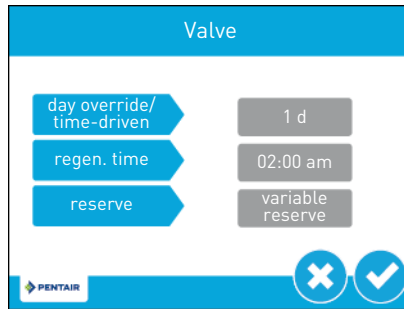 Valve
day override/
time-driven
1 d
regen. time
02:00 am
reserve
variable
reserve
PENTAIR